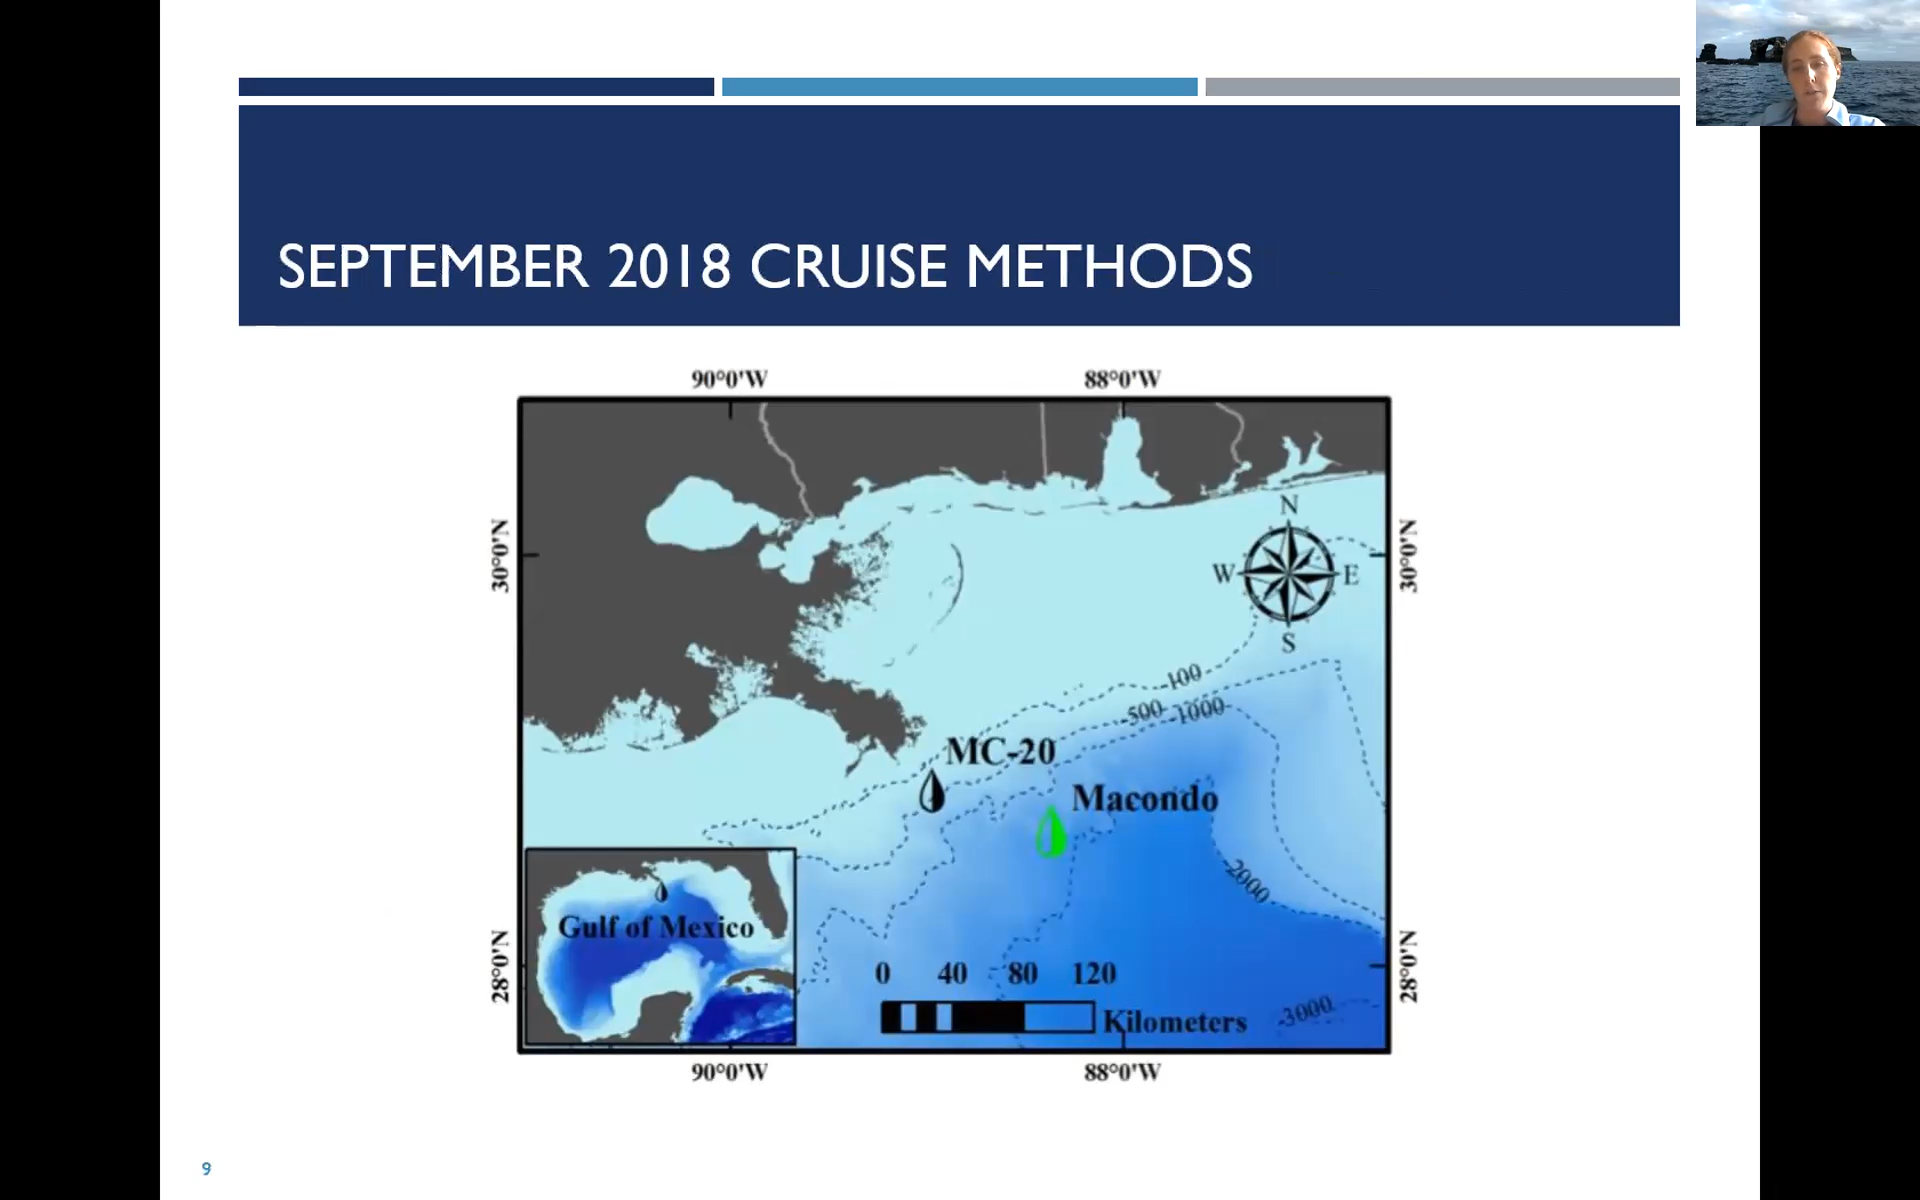 SEPTEMBER 2018 CRUISE METHODS
90°0'W
88°0'W
30°0'N
30°0'N
N
W
E
S
-100
-500
-1000
MC-20
Macondo
-2000
Gulf of Mexico
28°0'N
28°0'N
0 40 80 120
Kilometers
-3000
90°0'W
88°0'W
9